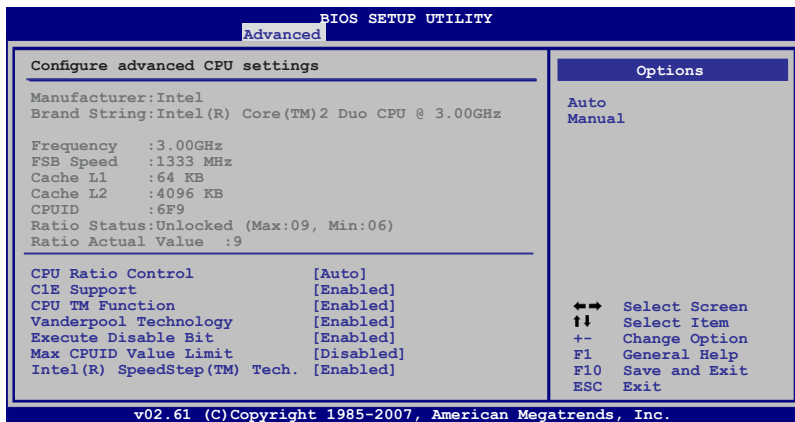 BIOS SETUP UTILITY
Advanced
Configure advanced CPU settings
Manufacturer:Intel
Brand String:Intel(R) Core(TM)2 Duo CPU @ 3.00GHz
Frequency :3.00GHz
FSB Speed :1333 MHz
Cache L1 :64 KB
Cache L2 :4096 KB
CPUID :6F9
Ratio Status:Unlocked (Max:09, Min:06)
Ratio Actual Value :9
CPU Ratio Control [Auto]
C1E Support [Enabled]
CPU TM Function [Enabled]
Vanderpool Technology [Enabled]
Execute Disable Bit [Enabled]
Max CPUID Value Limit [Disabled]
Intel(R) SpeedStep(TM) Tech. [Enabled]
Options
Auto
Manual
←→ Select Screen
↑↓ Select Item
+- Change Option
F1 General Help
F10 Save and Exit
ESC Exit
v02.61 (C)Copyright 1985-2007, American Megatrends, Inc.